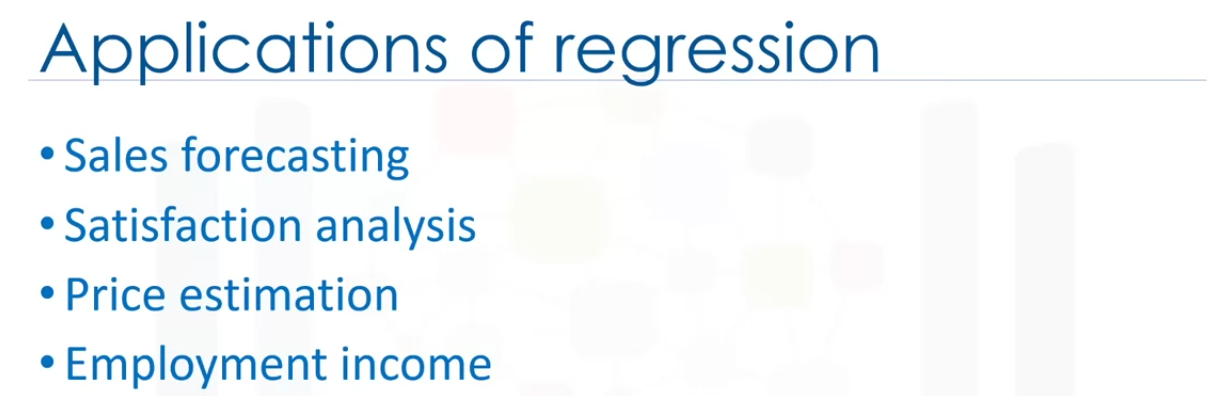 Applications of regression
• Sales forecasting
• Satisfaction analysis
• Price estimation
• Employment income